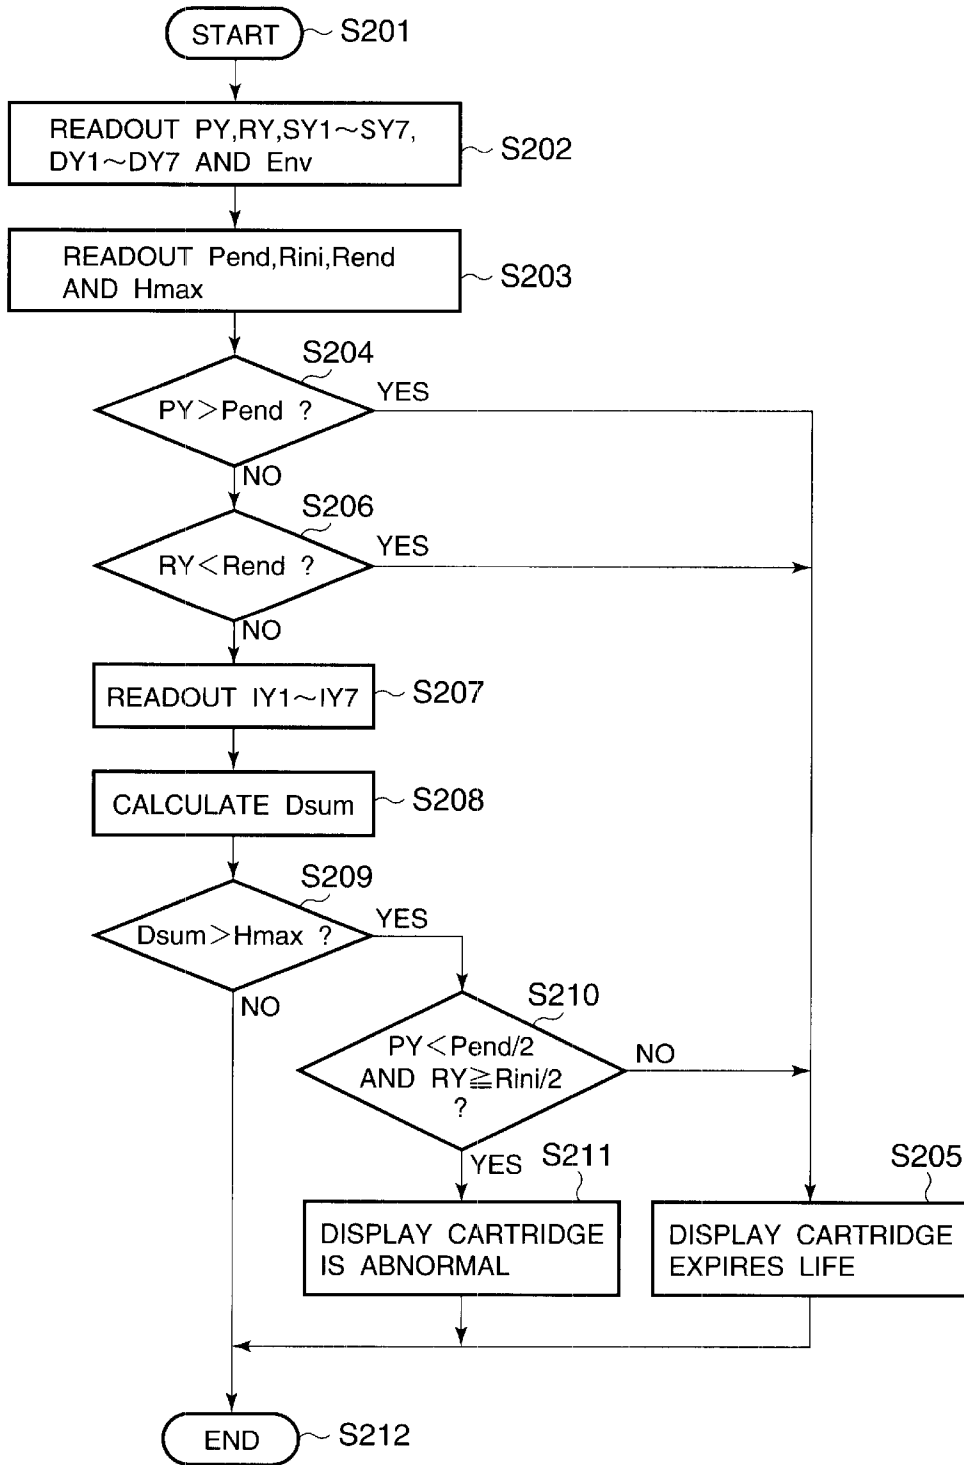 START
S201
READOUT PY,RY,SY1~SY7,
DY1~DY7 AND Env
S202
READOUT Pend,Rini,Rend
AND Hmax
S203
S204
PY>Pend ?
YES
NO
S206
RY<Rend ?
YES
NO
READOUT IY1~IY7
S207
CALCULATE Dsum
S208
S209
Dsum>Hmax ?
YES
NO
S210
PY<Pend/2
AND RY≧Rini/2
?
NO
YES
S211
DISPLAY CARTRIDGE
IS ABNORMAL
S205
DISPLAY CARTRIDGE
EXPIRES LIFE
END
S212